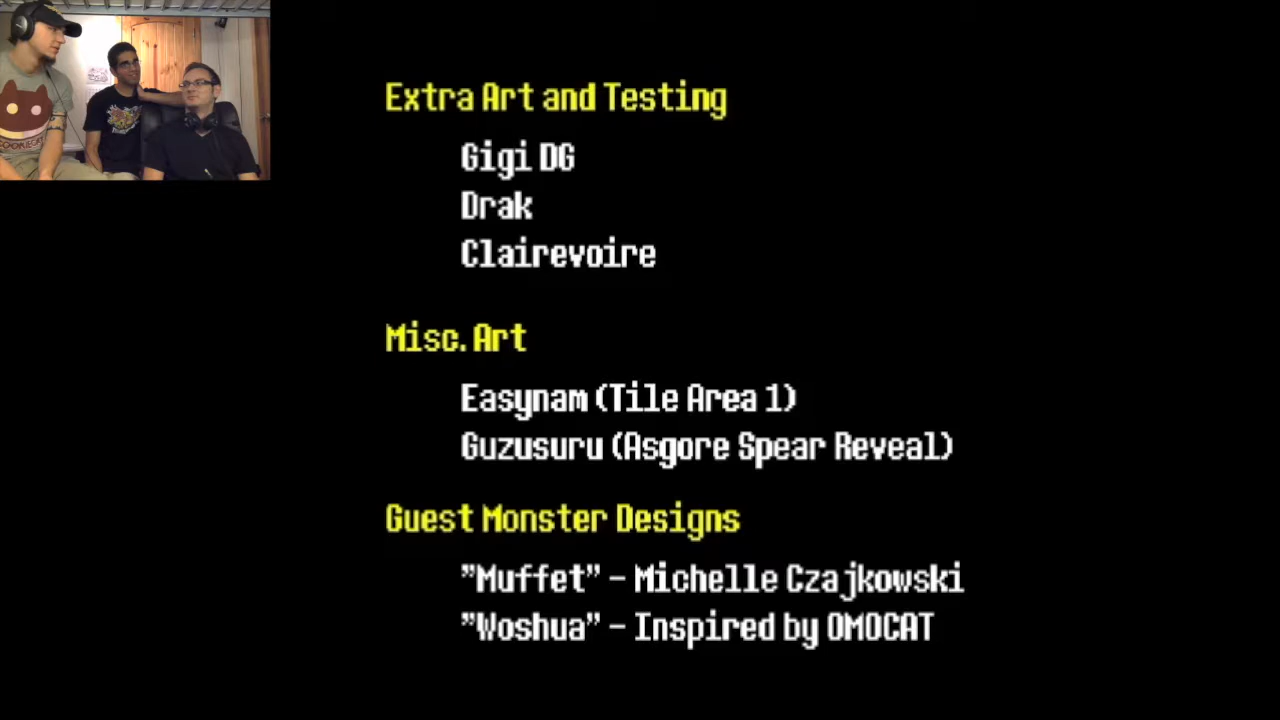 Extra Art and Testing
Gigi DG
Drak
Clairevoire
Misc. Art
Easynam (Tile Area 1)
Guzusuru (Asgore Spear Reveal)
Guest Monster Designs
"Muffet" - Michelle Czajkowski
"Woshua" - Inspired by OMOCAT